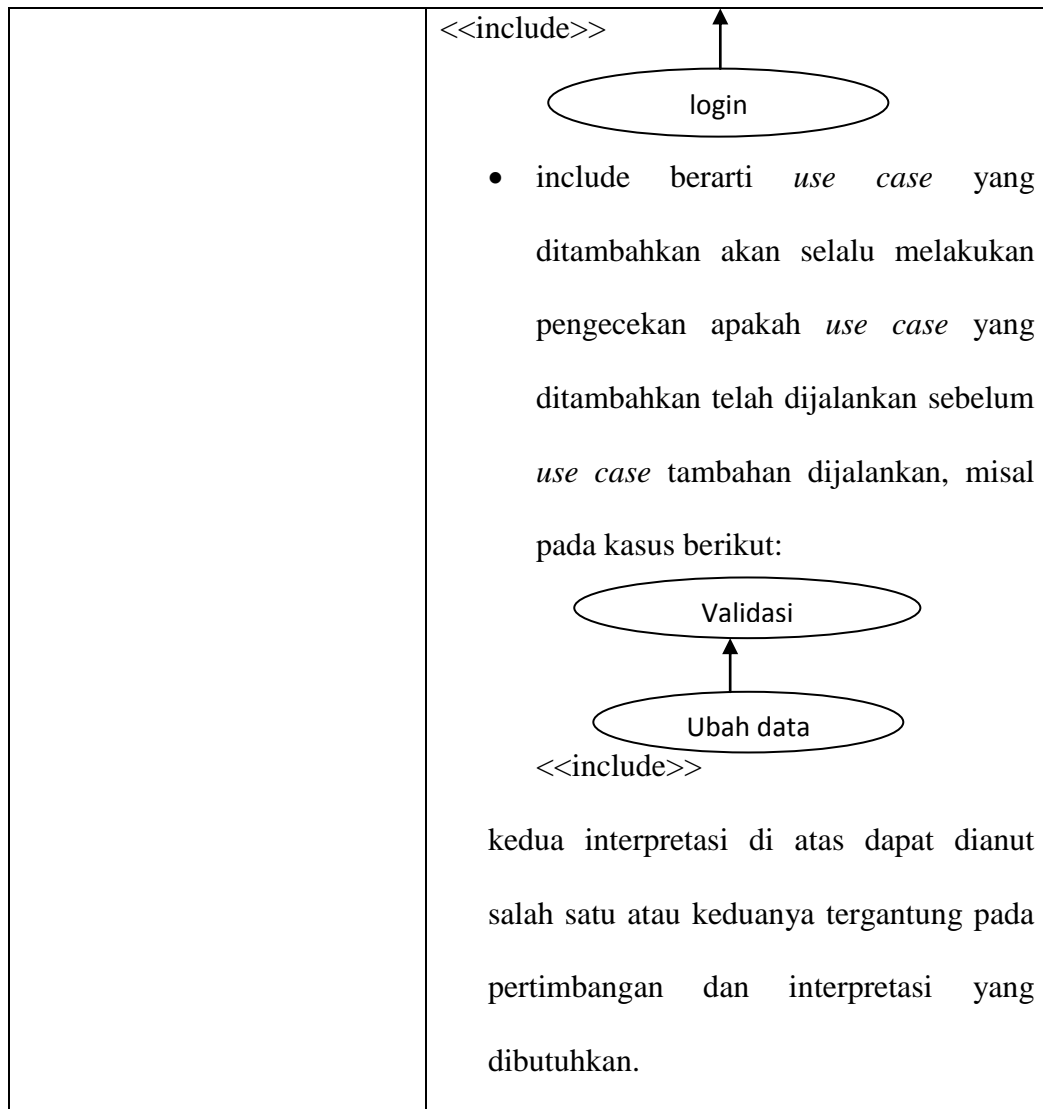 <<include>>
login
• include berarti use case yang
ditambahkan akan selalu melakukan
pengecekan apakah use case yang
ditambahkan telah dijalankan sebelum
use case tambahan dijalankan, misal
pada kasus berikut:
Validasi
Ubah data
<<include>>
kedua interpretasi di atas dapat dianut
salah satu atau keduanya tergantung pada
pertimbangan dan interpretasi yang
dibutuhkan.